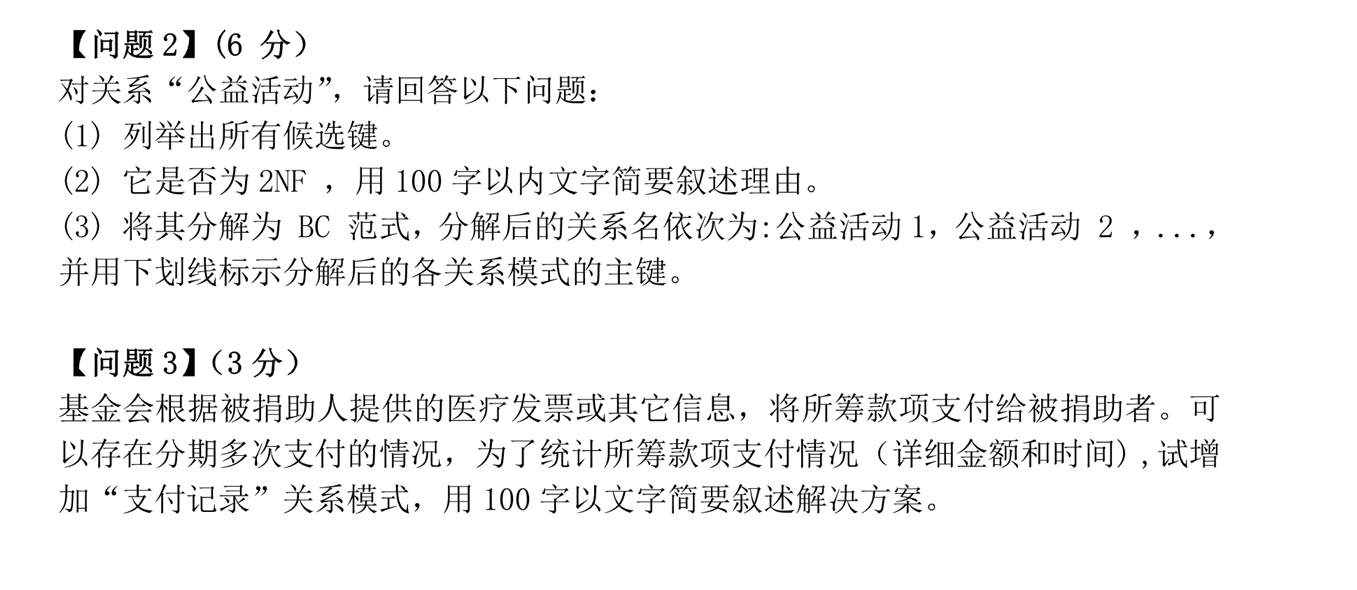 【问题2】(6 分）
对关系“公益活动”，请回答以下问题：
(1) 列举出所有候选键。
(2) 它是否为2NF ，用100字以内文字简要叙述理由。
(3) 将其分解为 BC 范式，分解后的关系名依次为:公益活动1，公益活动 2 ，...，
并用下划线标示分解后的各关系模式的主键。
【问题3】（3分）
基金会根据被捐助人提供的医疗发票或其它信息，将所筹款项支付给被捐助者。可
以存在分期多次支付的情况，为了统计所筹款项支付情况（详细金额和时间),试增
加“支付记录”关系模式，用100字以文字简要叙述解决方案。